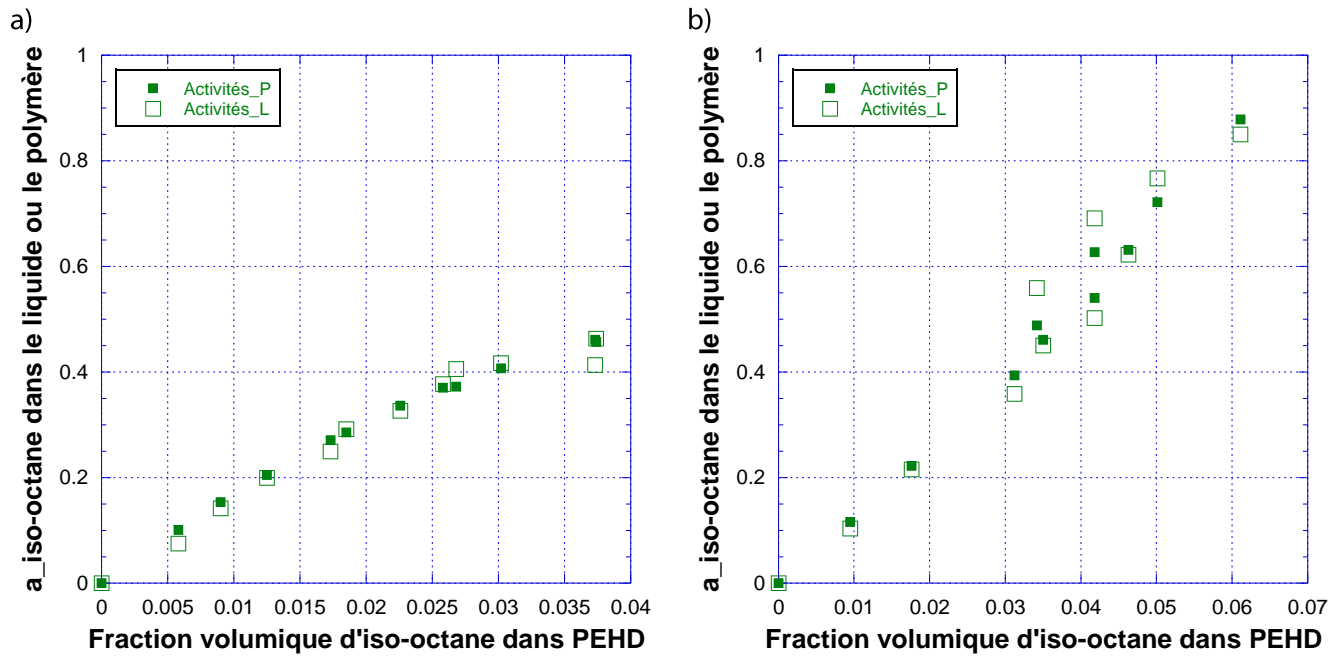 a)
a_iso-octane dans le liquide ou le polymère
1
0.8
0.6
0.4
0.2
0
Activités_P
Activités_L
0 0.005 0.01 0.015 0.02 0.025 0.03 0.035 0.04
Fraction volumique d'iso-octane dans PEHD
b)
a_iso-octane dans le liquide ou le polymère
1
0.8
0.6
0.4
0.2
0
Activités_P
Activités_L
0 0.01 0.02 0.03 0.04 0.05 0.06 0.07
Fraction volumique d'iso-octane dans PEHD